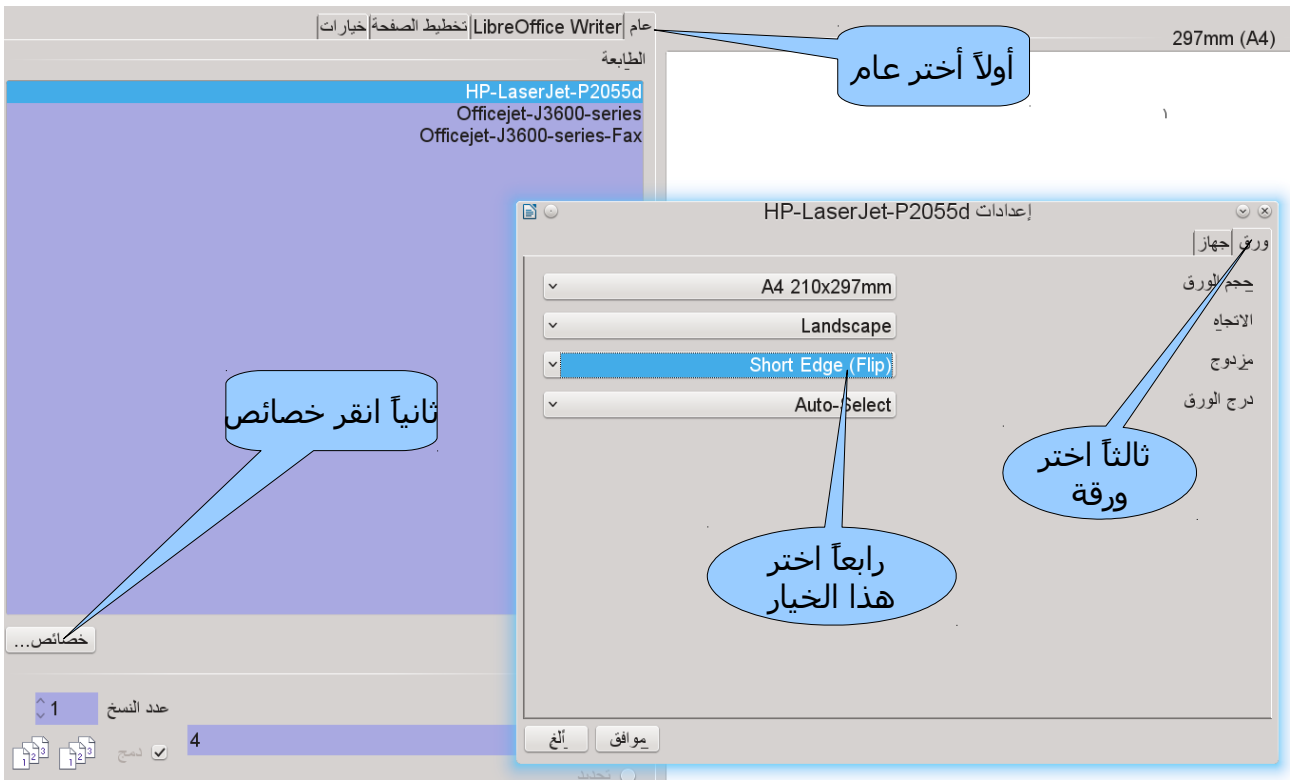 عام LibreOffice Writer تخطيط الصفحة خيارات
الطابعة
HP-LaserJet-P2055d
Officejet-J3600-series
Officejet-J3600-series-Fax
أولاً أختر عام
297mm (A4)
١
إعدادات HP-LaserJet-P2055d
ورق جهاز
حجم الورق A4 210x297mm
الاتجاه Landscape
مزدوج Short Edge (Flip)
درج الورق Auto-Select
ثانياً انقر خصائص
ثالثاً اختر
ورقة
رابعاً اختر
هذا الخيار
خصائص...
عدد النسخ 1
دمج
4
تحديد
موافق ألغ